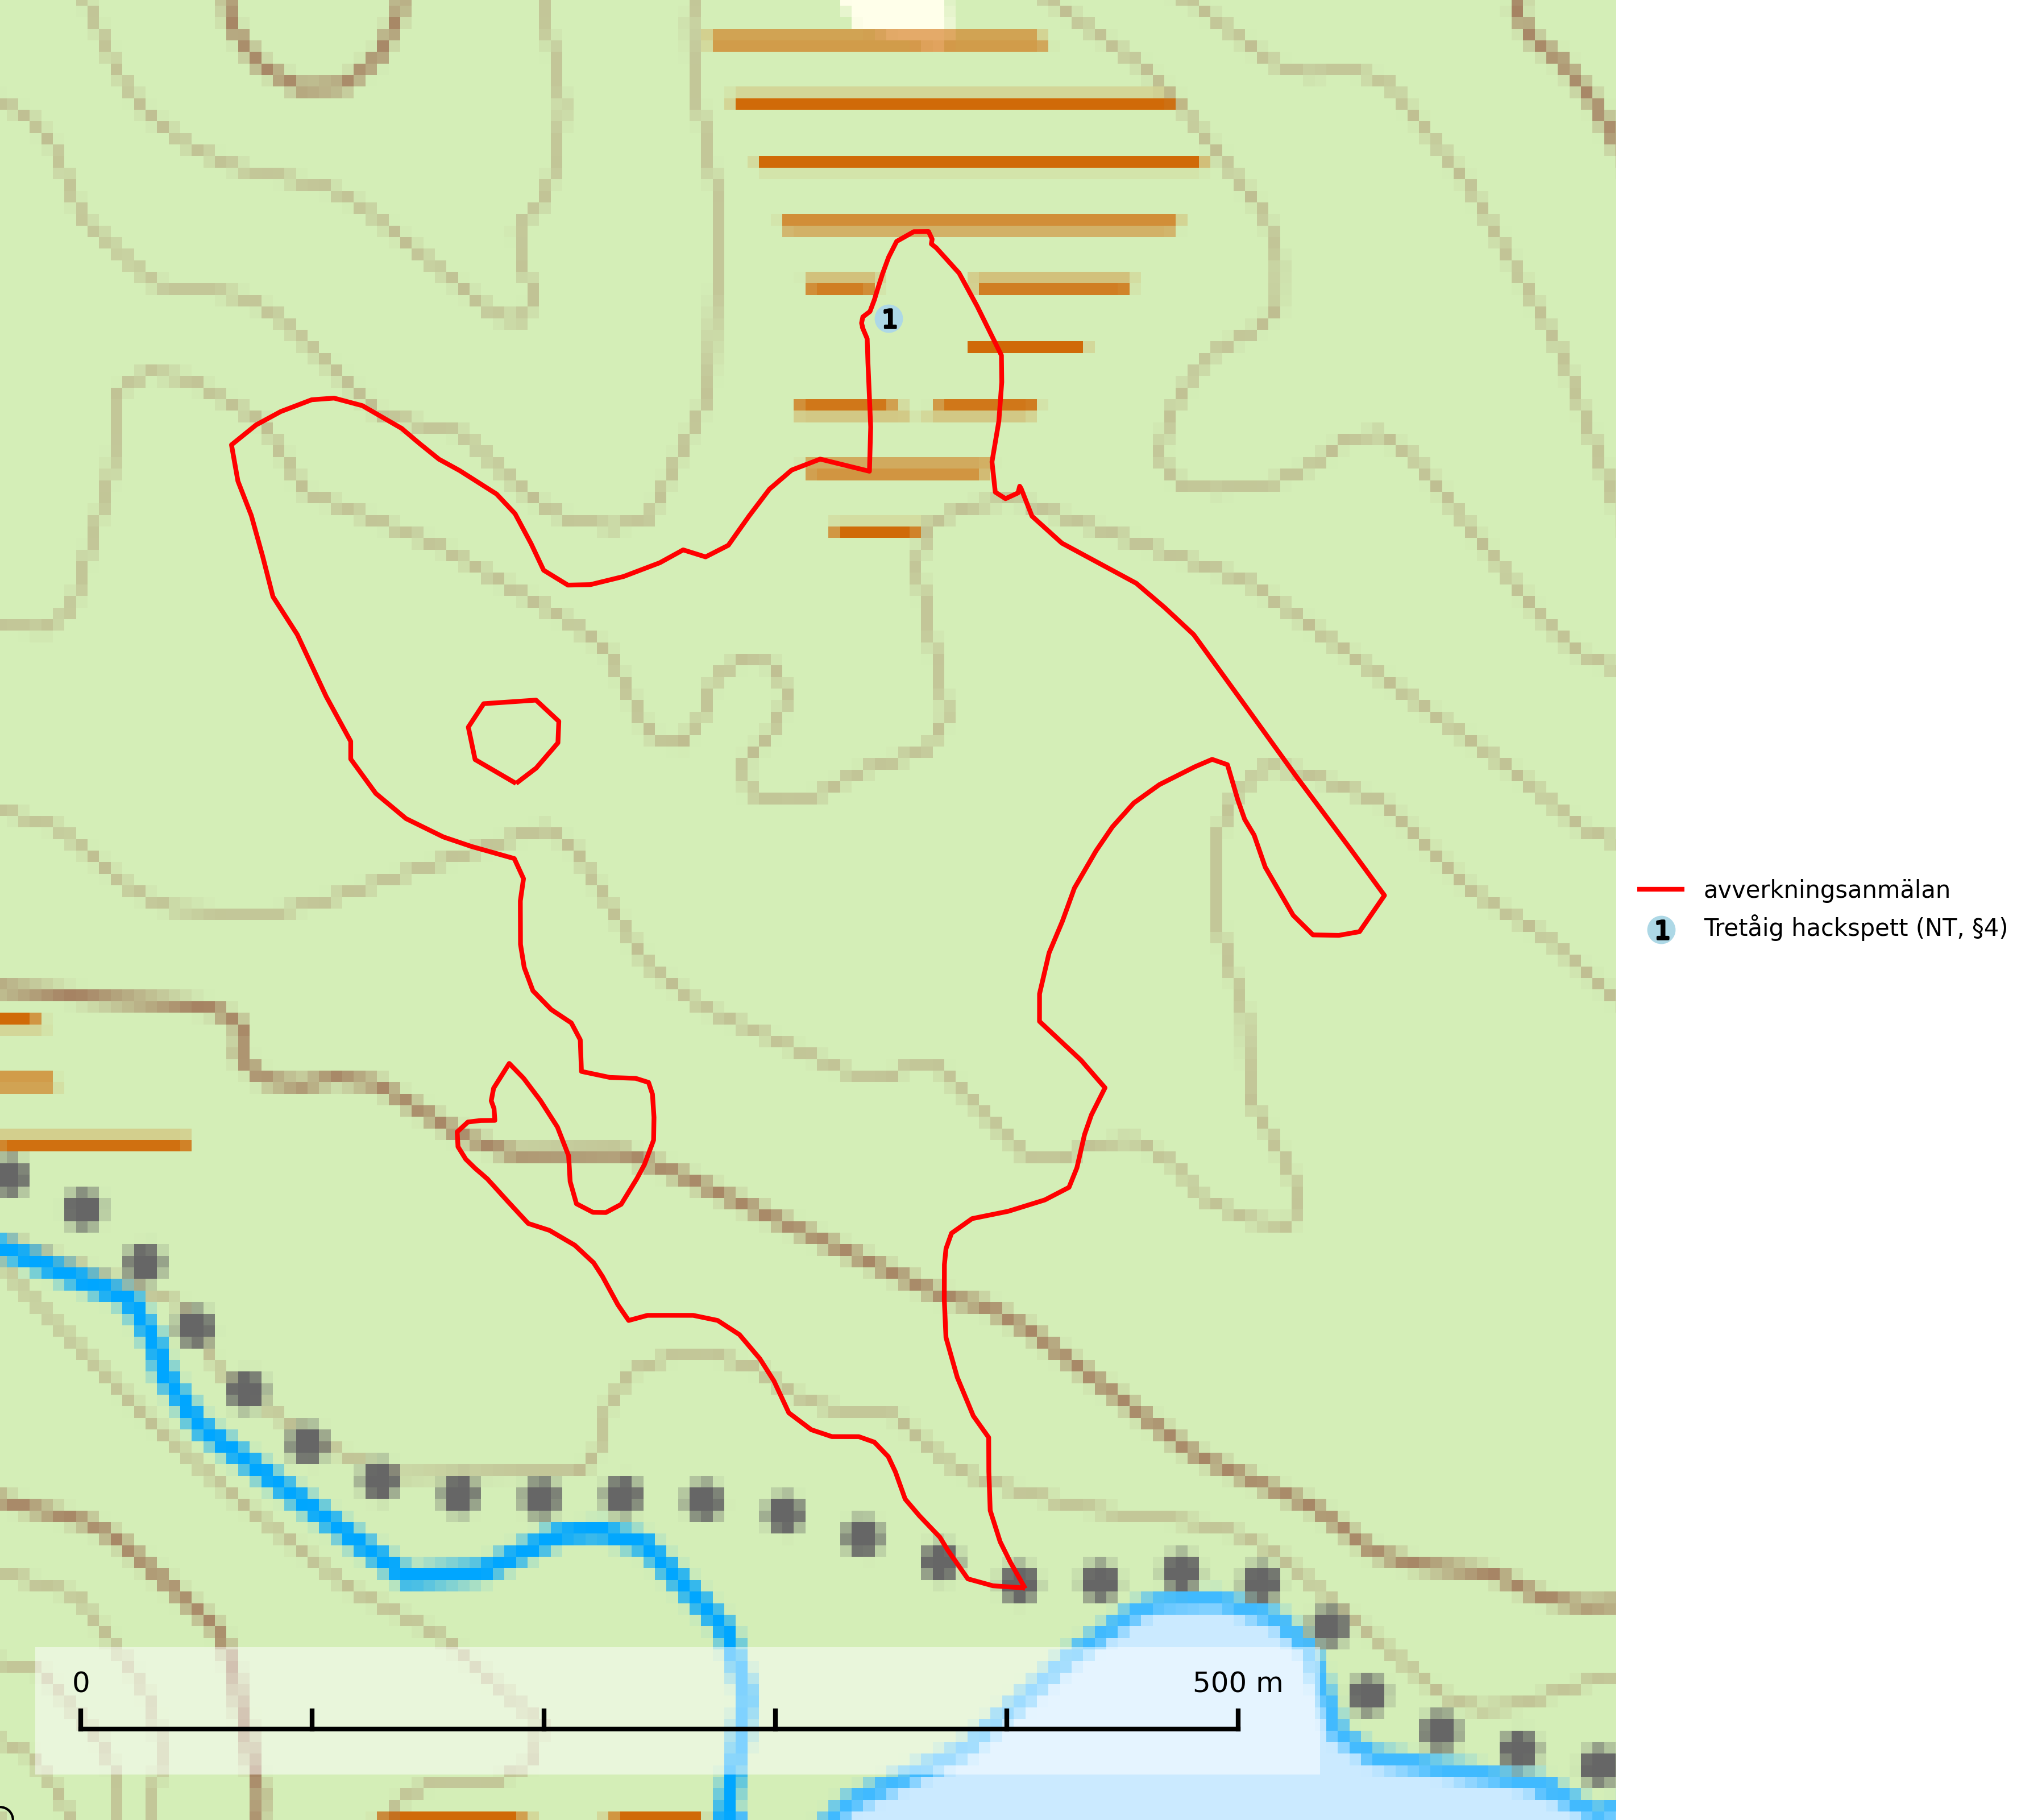 1
avverkningsanmälan
1 Tretåig hackspett (NT, §4)
0 500 m